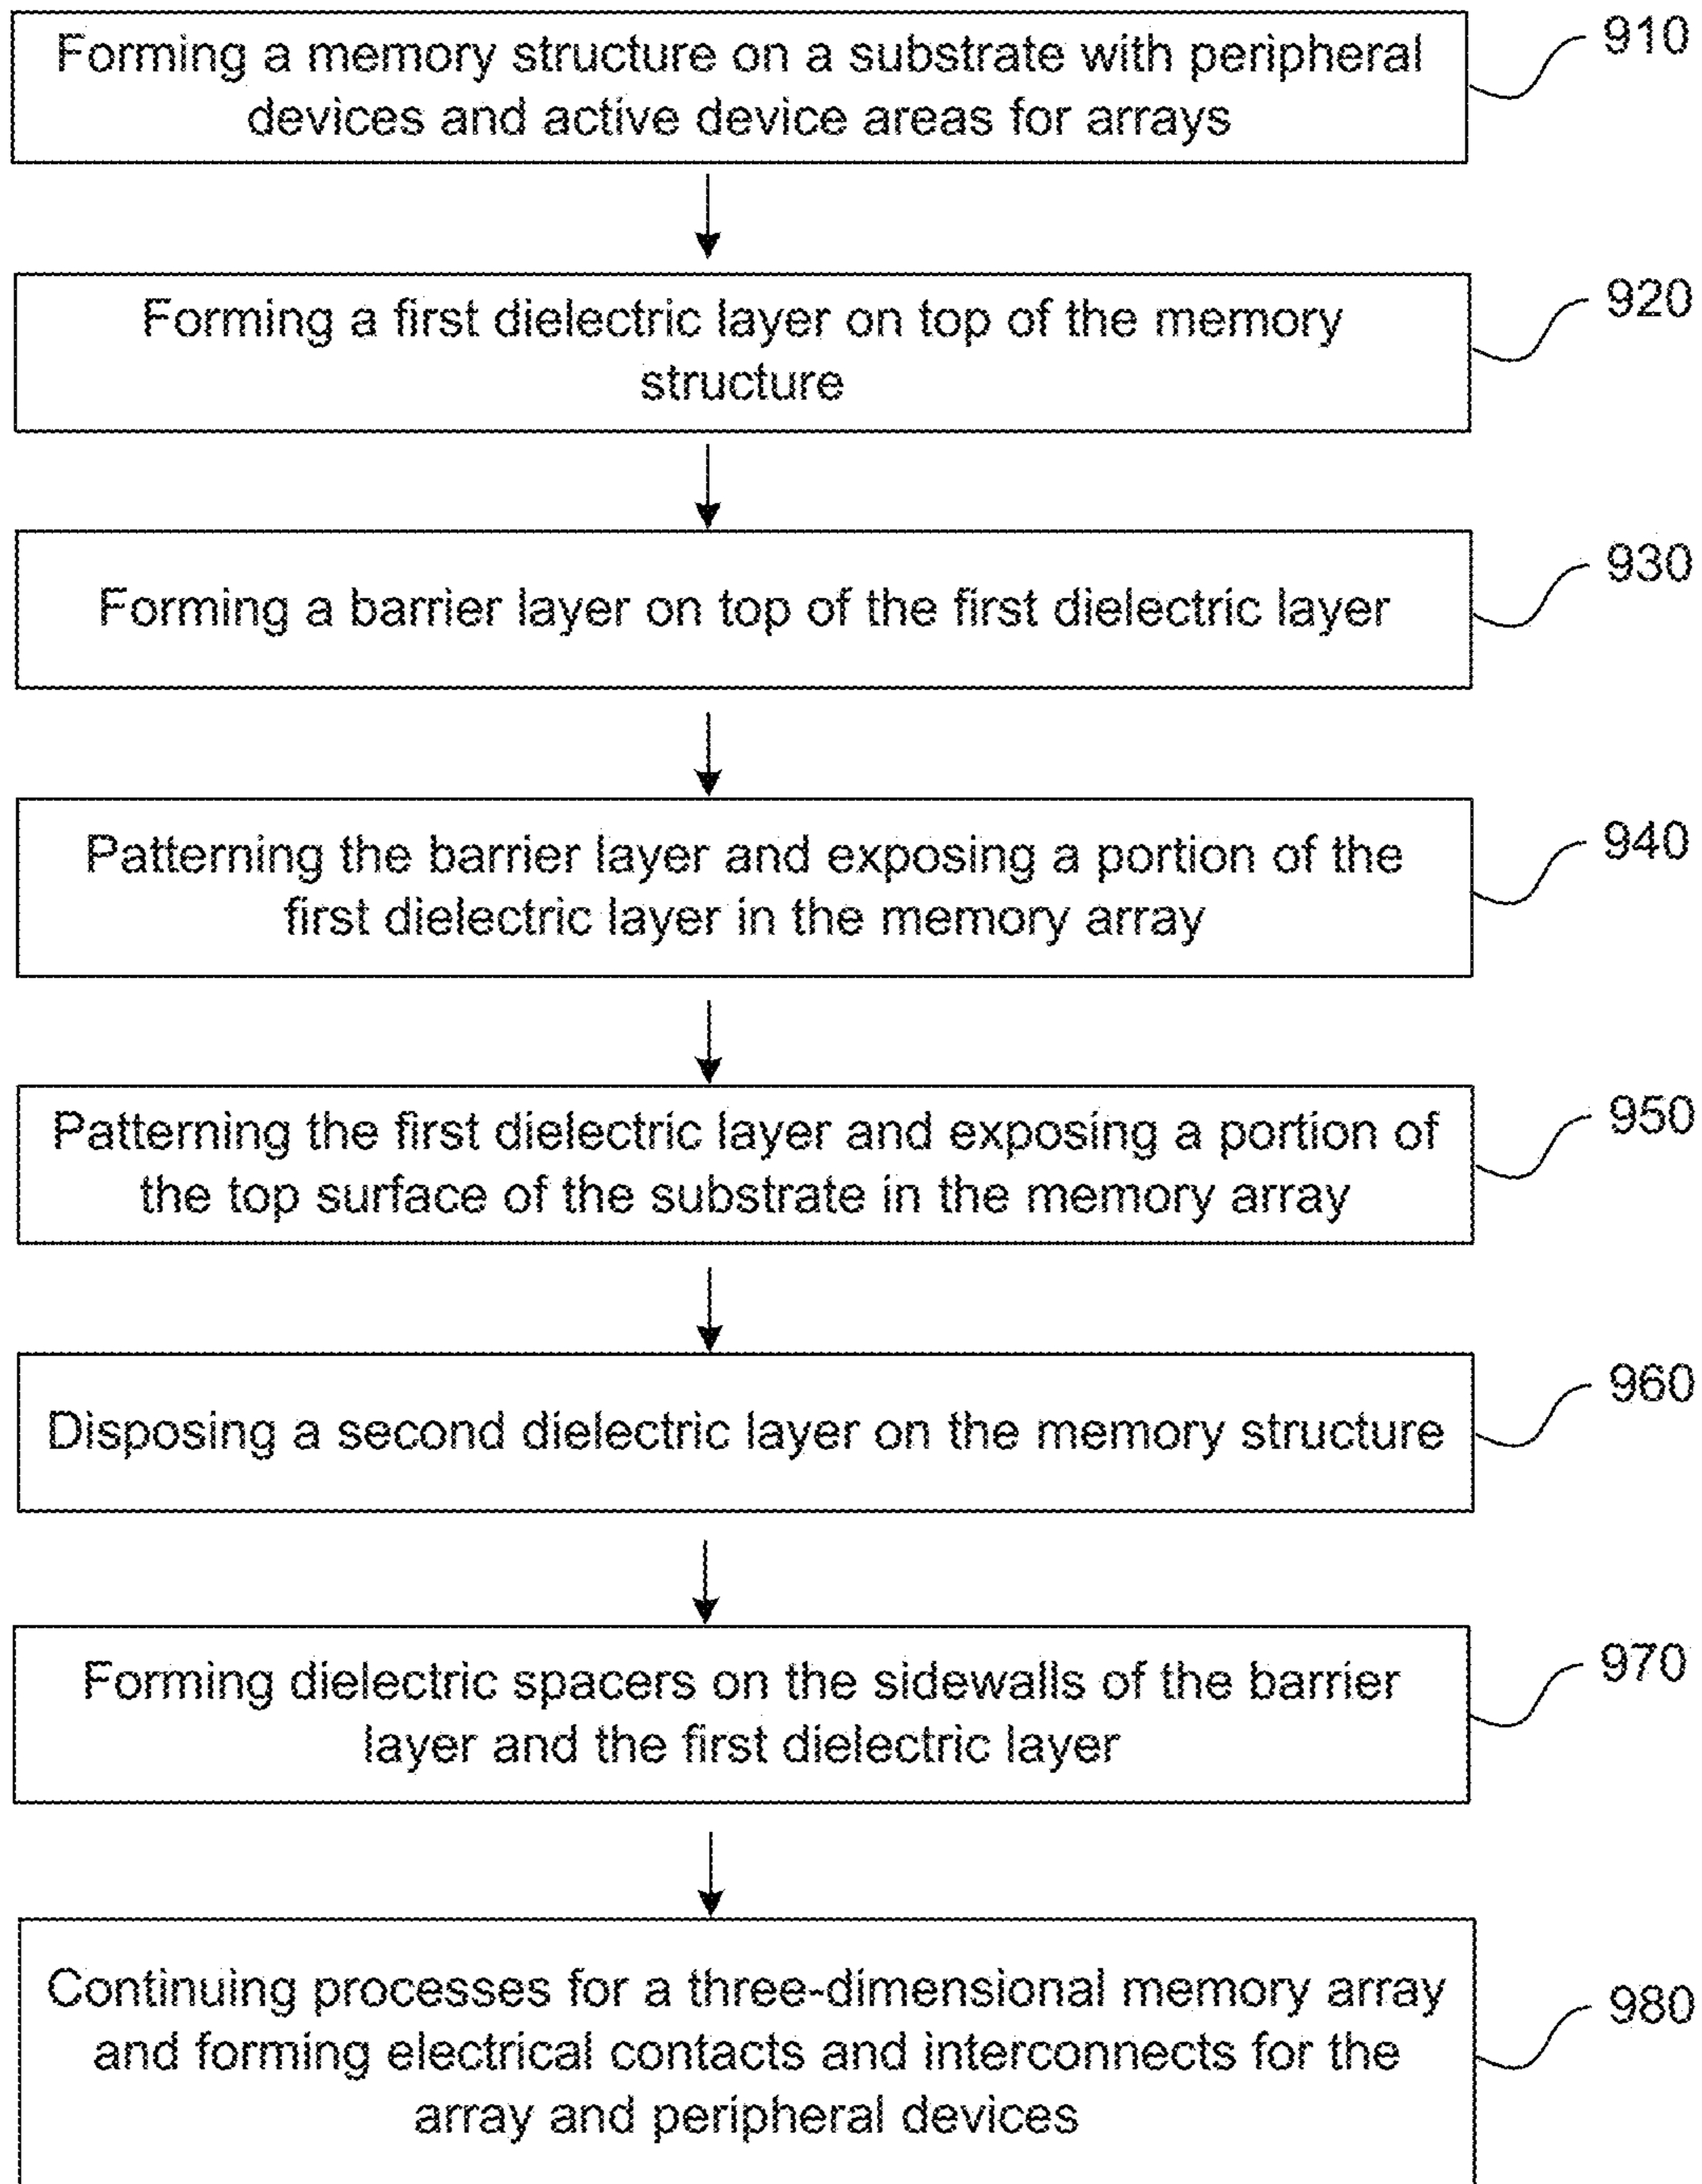 Forming a memory structure on a substrate with peripheral
devices and active device areas for arrays
910
Forming a first dielectric layer on top of the memory
structure
920
Forming a barrier layer on top of the first dielectric layer
930
Patterning the barrier layer and exposing a portion of the
first dielectric layer in the memory array
940
Patterning the first dielectric layer and exposing a portion of
the top surface of the substrate in the memory array
950
Disposing a second dielectric layer on the memory structure
960
Forming dielectric spacers on the sidewalls of the barrier
layer and the first dielectric layer
970
Continuing processes for a three-dimensional memory array
and forming electrical contacts and interconnects for the
array and peripheral devices
980